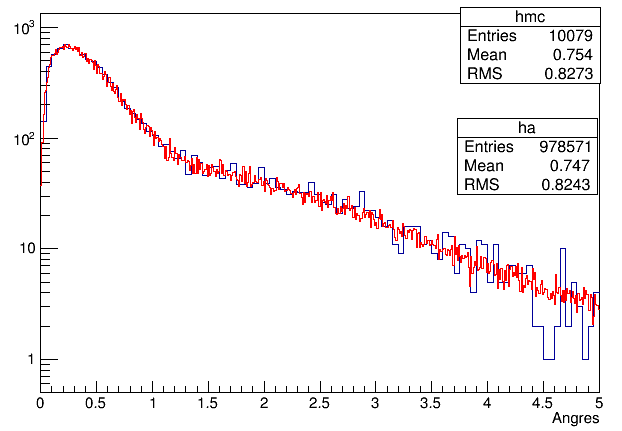 hmc
Entries 10079
Mean 0.754
RMS 0.8273
ha
Entries 978571
Mean 0.747
RMS 0.8243
10³
10²
10
1
0 0.5 1 1.5 2 2.5 3 3.5 4 4.5 5
Angres